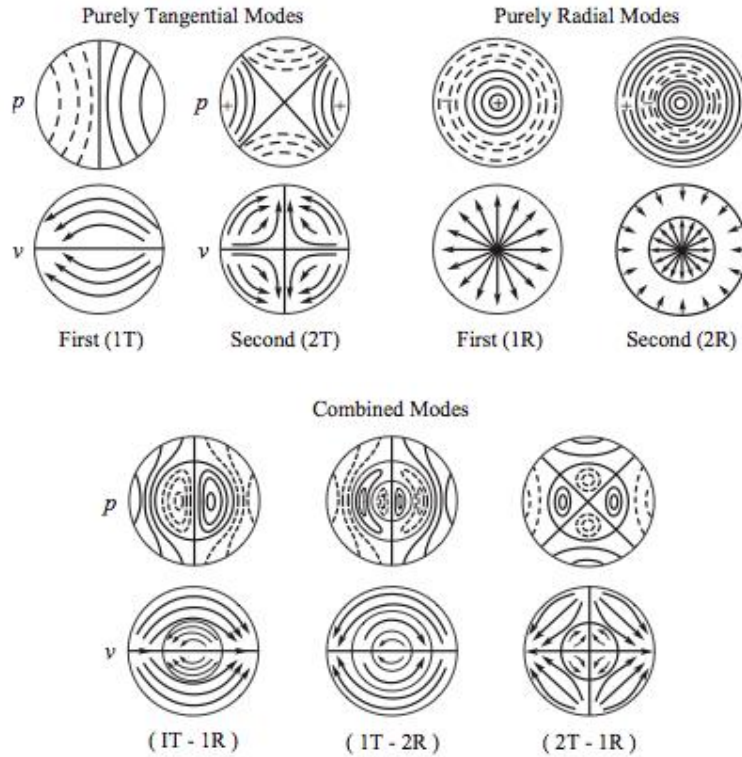 Purely Tangential Modes Purely Radial Modes
p p
+ + − + + −
v v
First (1T) Second (2T) First (1R) Second (2R)
Combined Modes
p
v
( IT - 1R ) ( 1T - 2R ) ( 2T - 1R )